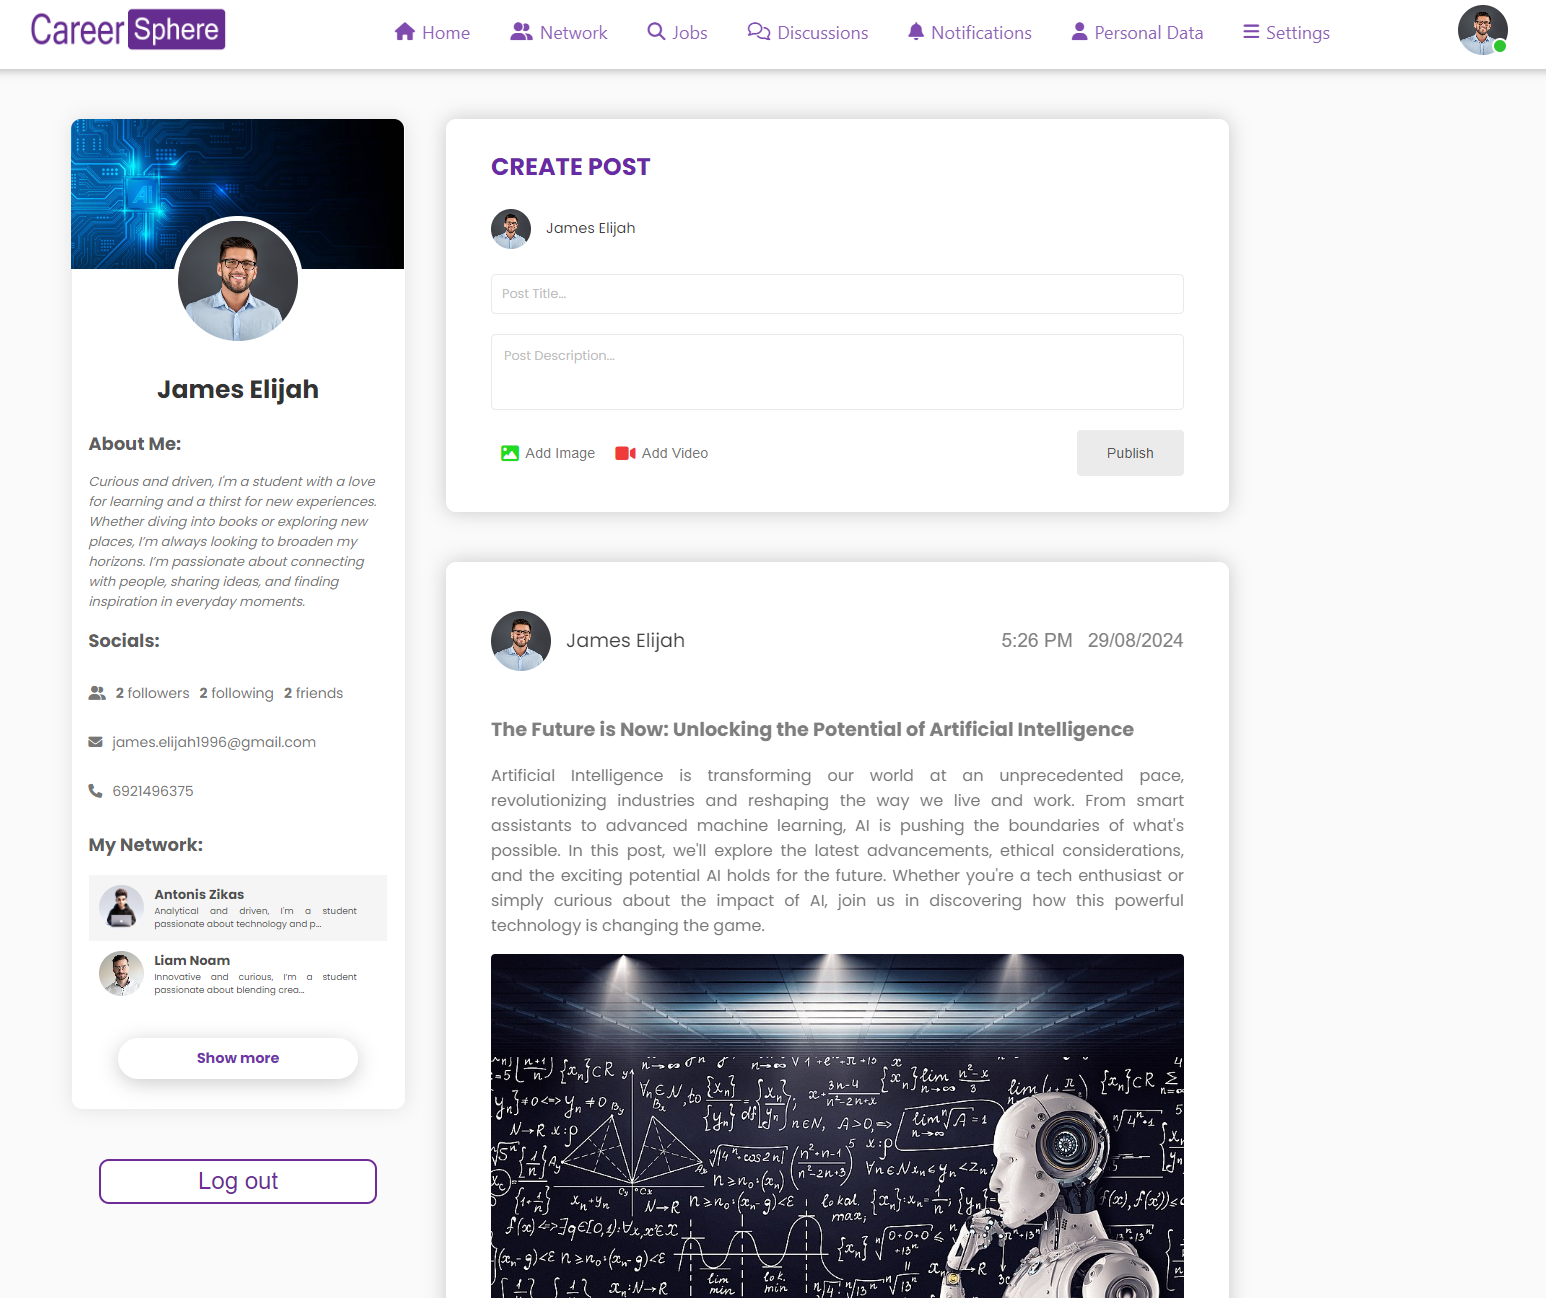 Career Sphere
Home
Network
Jobs
Discussions
Notifications
Personal Data
Settings
AI
James Elijah
About Me:
Curious and driven, I'm a student with a love
for learning and a thirst for new experiences.
Whether diving into books or exploring new
places, I'm always looking to broaden my
horizons. I'm passionate about connecting
with people, sharing ideas, and finding
inspiration in everyday moments.
Socials:
2 followers 2 following 2 friends
james.elijah1996@gmail.com
6921496375
My Network:
Antonis Zikas
Analytical and driven, I'm a student
passionate about technology and p...
Liam Noam
Innovative and curious, I'm a student
passionate about blending crea...
Show more
Log out
CREATE POST
James Elijah
Post Title...
Post Description...
Add Image
Add Video
Publish
James Elijah
5:26 PM 29/08/2024
The Future is Now: Unlocking the Potential of Artificial Intelligence
Artificial Intelligence is transforming our world at an unprecedented pace,
revolutionizing industries and reshaping the way we live and work. From smart
assistants to advanced machine learning, AI is pushing the boundaries of what's
possible. In this post, we'll explore the latest advancements, ethical considerations,
and the exciting potential AI holds for the future. Whether you're a tech enthusiast or
simply curious about the impact of AI, join us in discovering how this powerful
technology is changing the game.